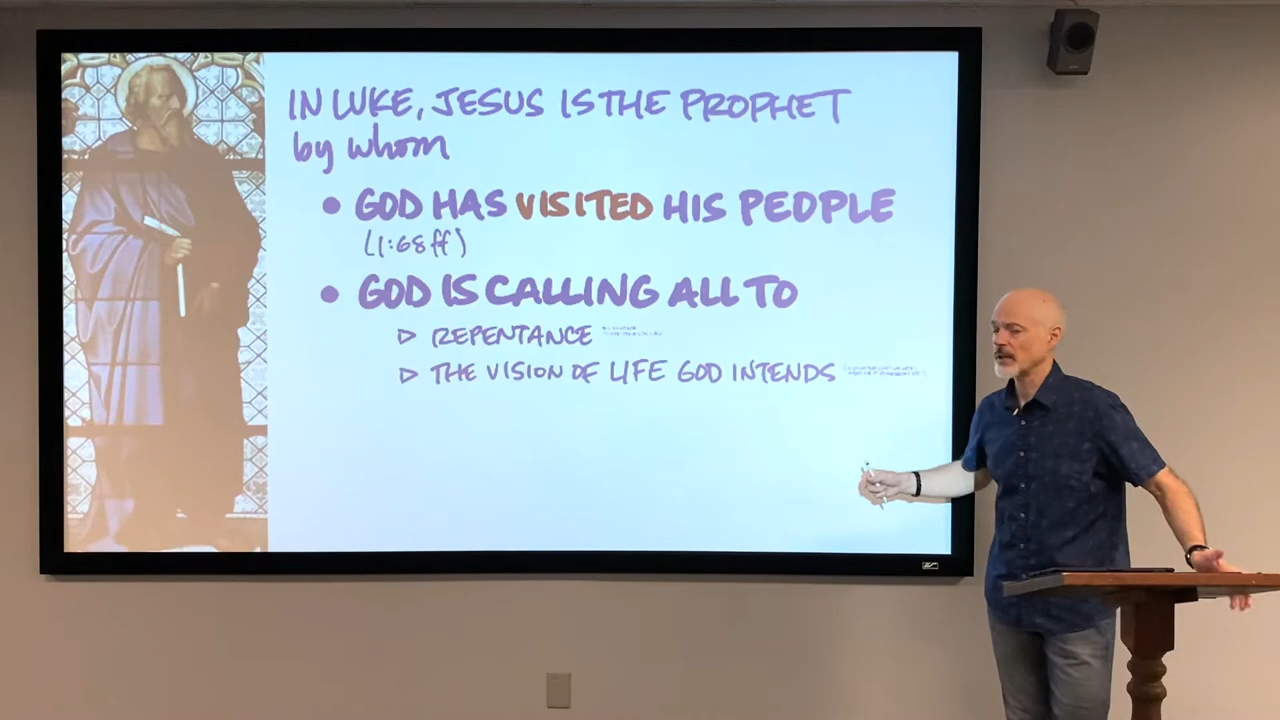 IN LUKE, JESUS IS THE PROPHET
by whom
• GOD HAS VISITED HIS PEOPLE
(1:68ff)
• GOD IS CALLING ALL TO
▷ REPENTANCE
▷ THE VISION OF LIFE GOD INTENDS